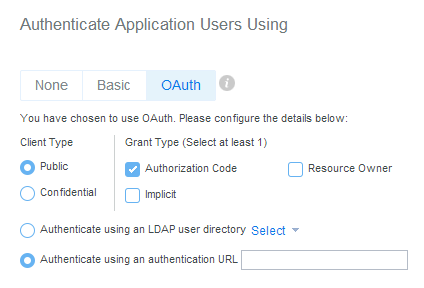 Authenticate Application Users Using
None Basic OAuth i
You have chosen to use OAuth. Please configure the details below:
Client Type Grant Type (Select at least 1)
Public Authorization Code Resource Owner
Confidential Implicit
Authenticate using an LDAP user directory Select
Authenticate using an authentication URL